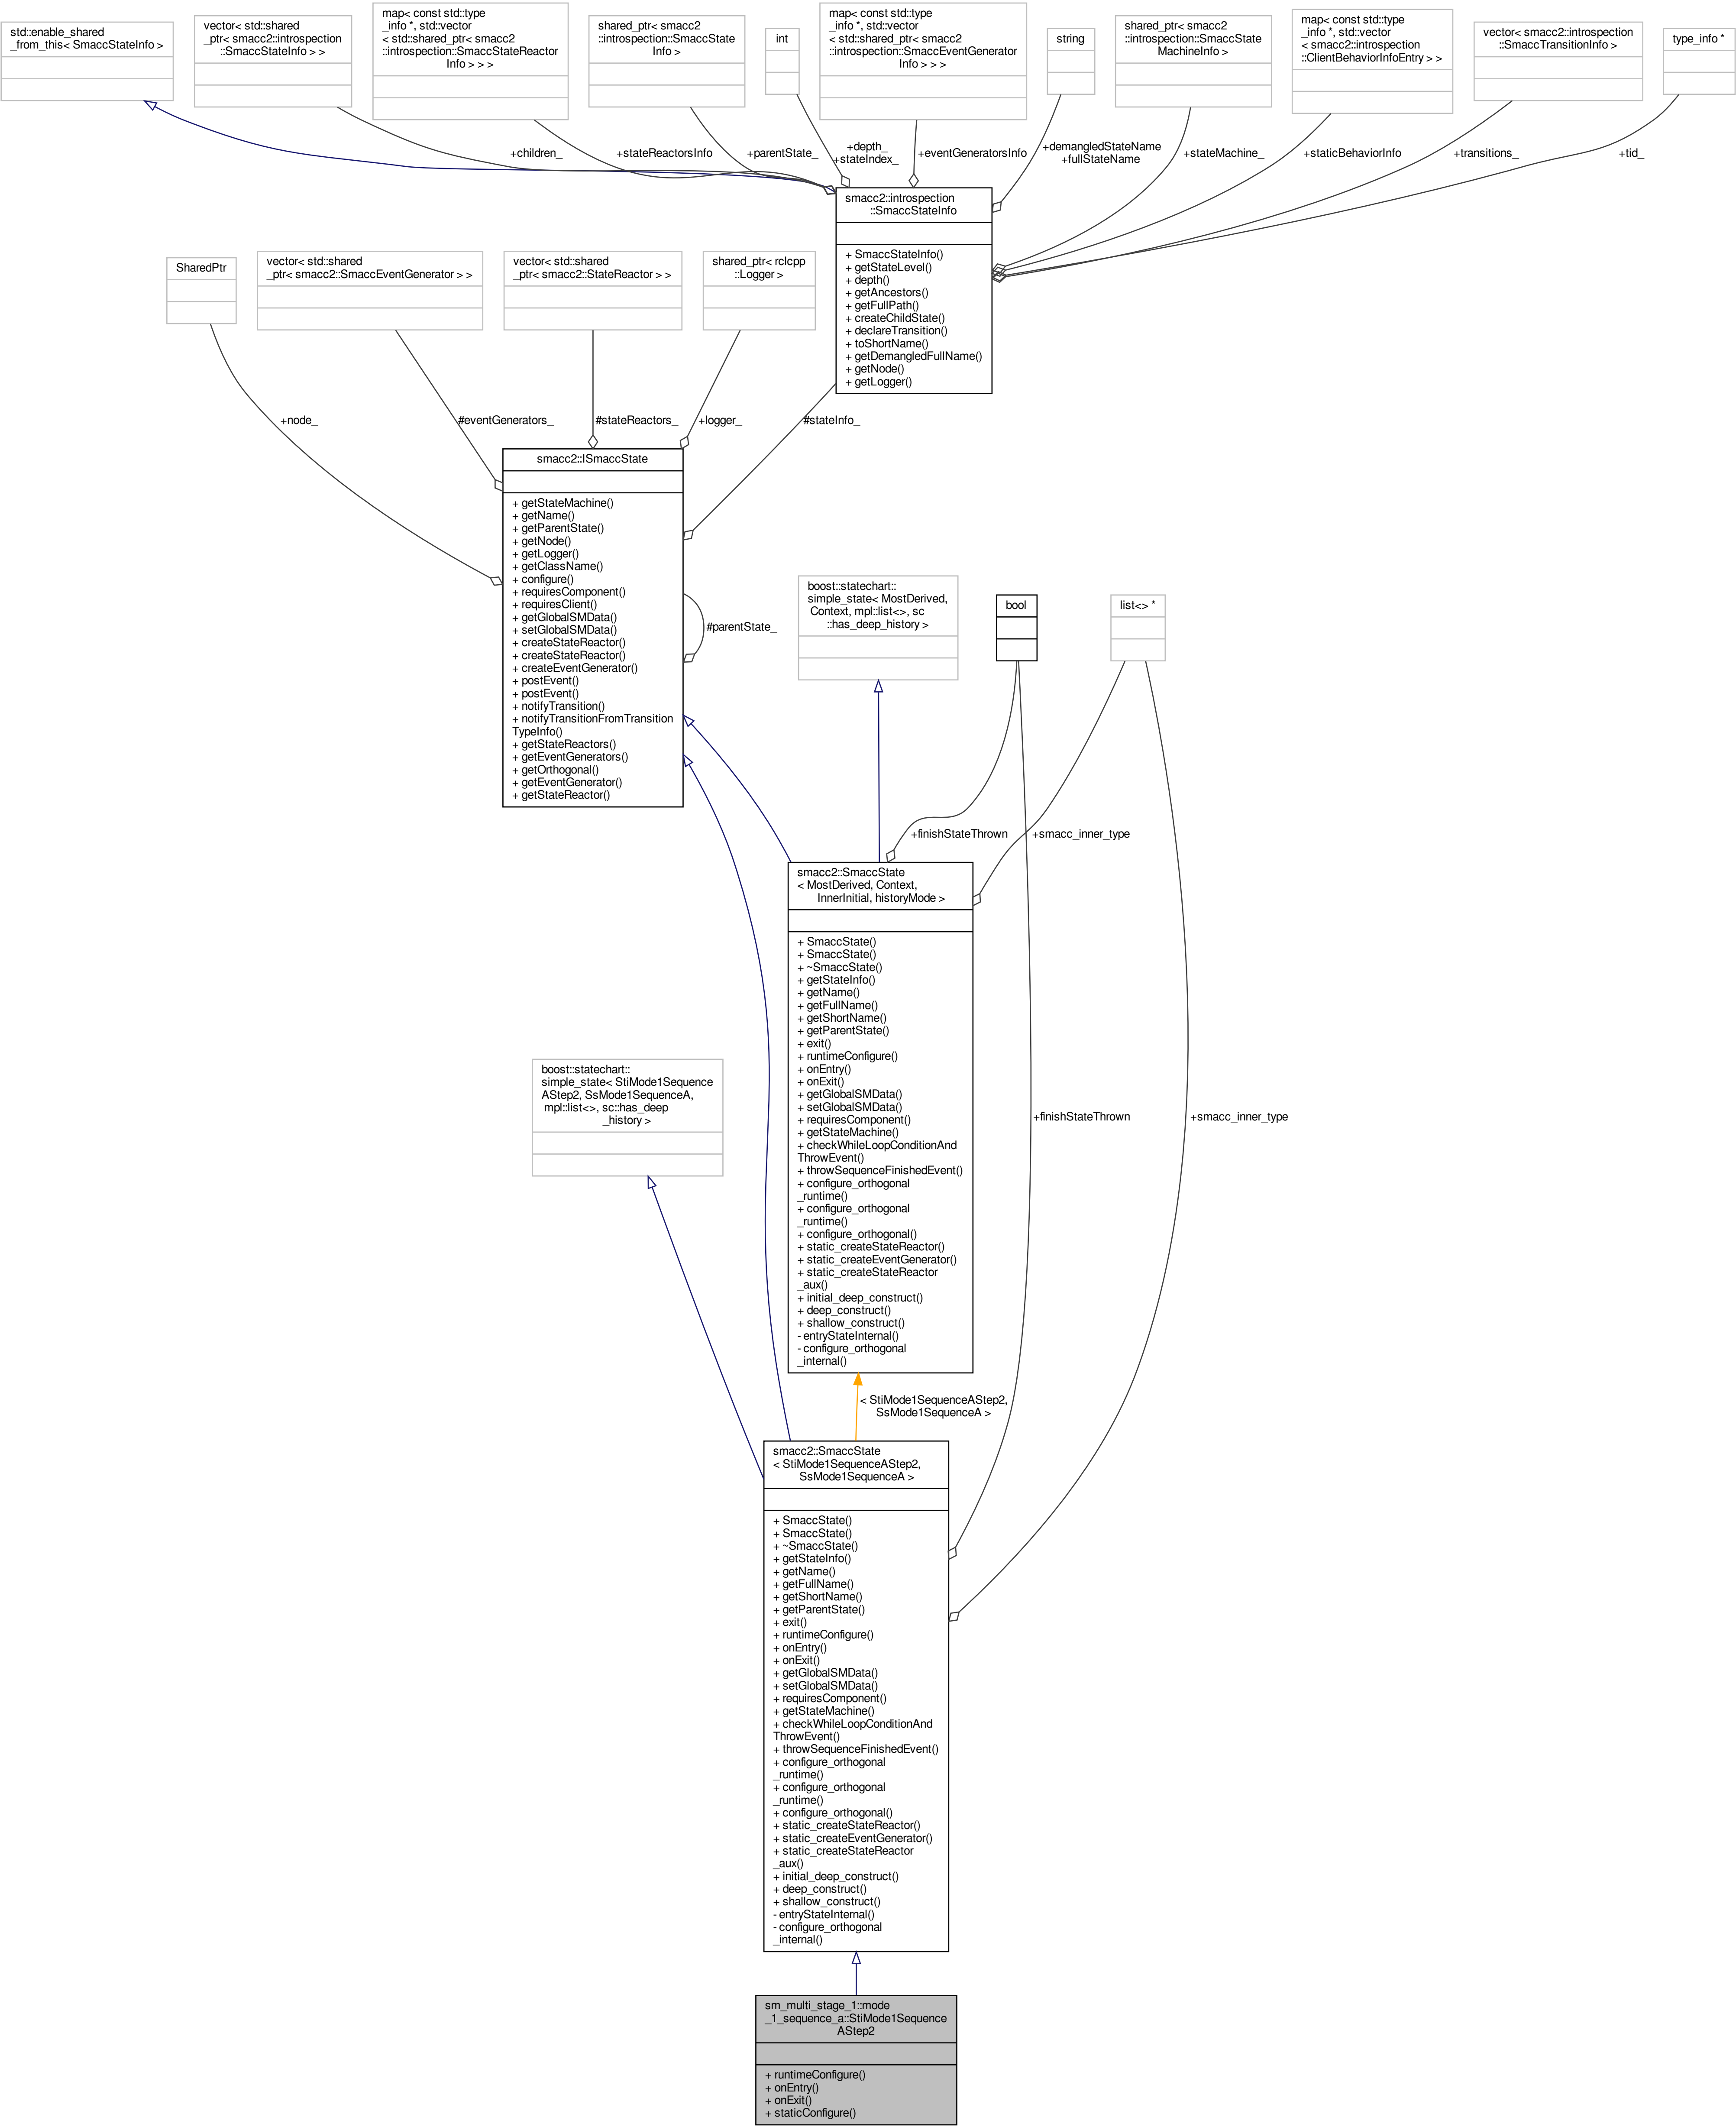 std::enable_shared
_from_this< SmaccStateInfo >
vector< std::shared
_ptr< smacc2::introspection
::SmaccStateInfo > >
map< const std::type
_info *, std::vector
< std::shared_ptr< smacc2
::introspection::SmaccStateReactor
Info > > >
shared_ptr< smacc2
::introspection::SmaccState
Info >
int
map< const std::type
_info *, std::vector
< std::shared_ptr< smacc2
::introspection::SmaccEventGenerator
Info > > >
string
shared_ptr< smacc2
::introspection::SmaccState
MachineInfo >
map< const std::type
_info *, std::vector
< smacc2::introspection
::ClientBehaviorInfoEntry > >
vector< smacc2::introspection
::SmaccTransitionInfo >
type_info *
+children_
+stateReactorsInfo
+parentState_
+depth_
+stateIndex_
+eventGeneratorsInfo
+demangledStateName
+fullStateName
+stateMachine_
+staticBehaviorInfo
+transitions_
+tid_
smacc2::introspection
::SmaccStateInfo
+ SmaccStateInfo()
+ getStateLevel()
+ depth()
+ getAncestors()
+ getFullPath()
+ createChildState()
+ declareTransition()
+ toShortName()
+ getDemangledFullName()
+ getNode()
+ getLogger()
SharedPtr
vector< std::shared
_ptr< smacc2::SmaccEventGenerator > >
vector< std::shared
_ptr< smacc2::StateReactor > >
shared_ptr< rclcpp
::Logger >
+node_
#eventGenerators_
#stateReactors_
+logger_
#stateInfo_
smacc2::ISmaccState
+ getStateMachine()
+ getName()
+ getParentState()
+ getNode()
+ getLogger()
+ getClassName()
+ configure()
+ requiresComponent()
+ requiresClient()
+ getGlobalSMData()
+ setGlobalSMData()
+ createStateReactor()
+ createStateReactor()
+ createEventGenerator()
+ postEvent()
+ postEvent()
+ notifyTransition()
+ notifyTransitionFromTransition
TypeInfo()
+ getStateReactors()
+ getEventGenerators()
+ getOrthogonal()
+ getEventGenerator()
+ getStateReactor()
#parentState_
boost::statechart::
simple_state< MostDerived,
Context, mpl::list<>, sc
::has_deep_history >
bool
list<> *
+finishStateThrown
+smacc_inner_type
smacc2::SmaccState
< MostDerived, Context,
InnerInitial, historyMode >
+ SmaccState()
+ SmaccState()
+ ~SmaccState()
+ getStateInfo()
+ getName()
+ getFullName()
+ getShortName()
+ getParentState()
+ exit()
+ runtimeConfigure()
+ onEntry()
+ onExit()
+ getGlobalSMData()
+ setGlobalSMData()
+ requiresComponent()
+ getStateMachine()
+ checkWhileLoopConditionAnd
ThrowEvent()
+ throwSequenceFinishedEvent()
+ configure_orthogonal
_runtime()
+ configure_orthogonal
_runtime()
+ configure_orthogonal()
+ static_createStateReactor()
+ static_createEventGenerator()
+ static_createStateReactor
_aux()
+ initial_deep_construct()
+ deep_construct()
+ shallow_construct()
- entryStateInternal()
- configure_orthogonal
_internal()
boost::statechart::
simple_state< StiMode1Sequence
AStep2, SsMode1SequenceA,
mpl::list<>, sc::has_deep
_history >
+finishStateThrown
+smacc_inner_type
< StiMode1SequenceAStep2,
SsMode1SequenceA >
smacc2::SmaccState
< StiMode1SequenceAStep2,
SsMode1SequenceA >
+ SmaccState()
+ SmaccState()
+ ~SmaccState()
+ getStateInfo()
+ getName()
+ getFullName()
+ getShortName()
+ getParentState()
+ exit()
+ runtimeConfigure()
+ onEntry()
+ onExit()
+ getGlobalSMData()
+ setGlobalSMData()
+ requiresComponent()
+ getStateMachine()
+ checkWhileLoopConditionAnd
ThrowEvent()
+ throwSequenceFinishedEvent()
+ configure_orthogonal
_runtime()
+ configure_orthogonal
_runtime()
+ configure_orthogonal()
+ static_createStateReactor()
+ static_createEventGenerator()
+ static_createStateReactor
_aux()
+ initial_deep_construct()
+ deep_construct()
+ shallow_construct()
- entryStateInternal()
- configure_orthogonal
_internal()
sm_multi_stage_1::mode
_1_sequence_a::StiMode1Sequence
AStep2
+ runtimeConfigure()
+ onEntry()
+ onExit()
+ staticConfigure()